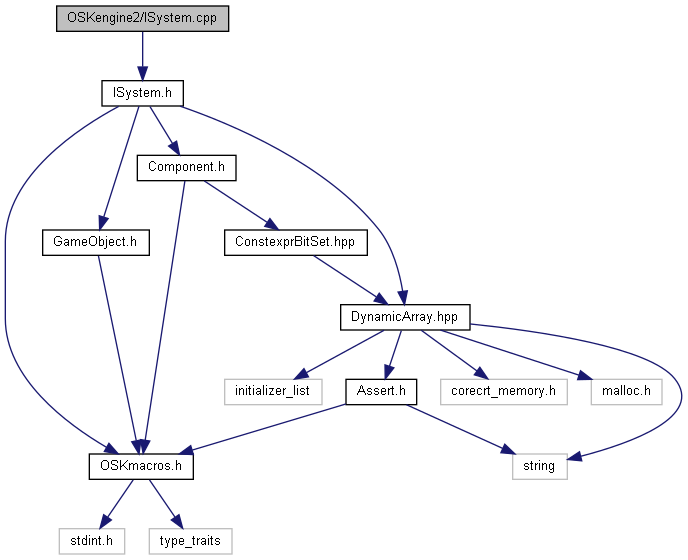 OSKengine2/ISystem.cpp
ISystem.h
Component.h
GameObject.h
ConstexprBitSet.hpp
DynamicArray.hpp
initializer_list
Assert.h
corecrt_memory.h
malloc.h
OSKmacros.h
string
stdint.h
type_traits